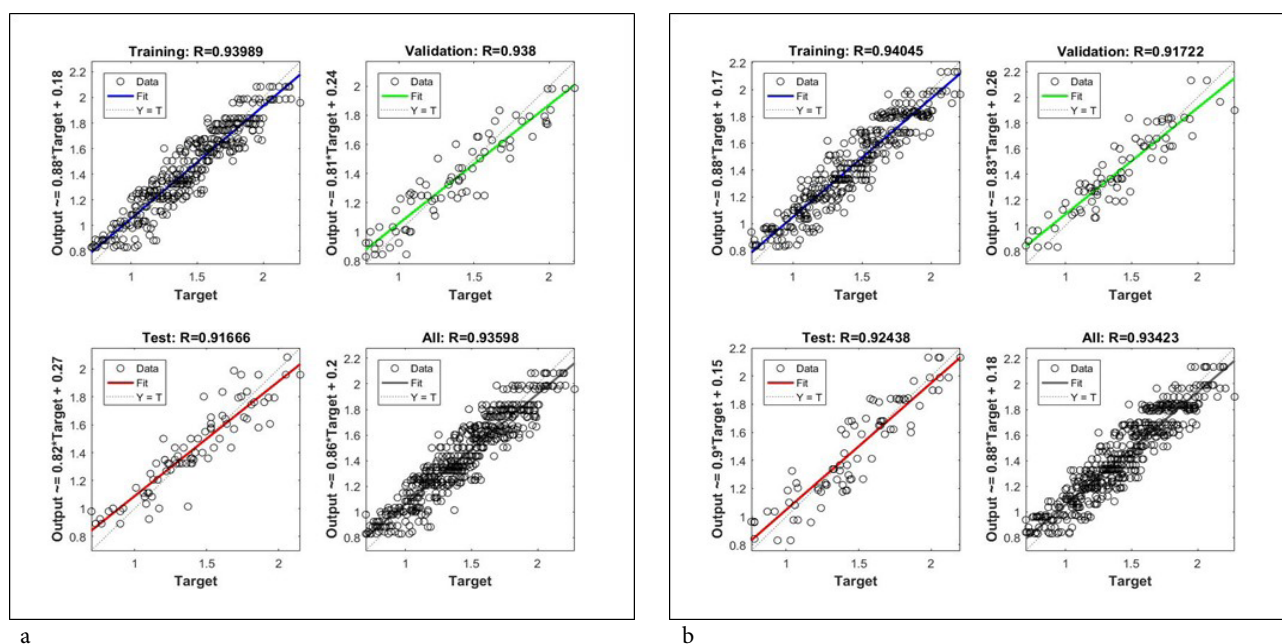 Training: R=0.93989
Output ~= 0.88*Target + 0.18
2.2
2
1.8
1.6
1.4
1.2
1
0.8
Data
Fit
Y = T
1
1.5
2
Target
Validation: R=0.938
Output ~= 0.81*Target + 0.24
2
1.8
1.6
1.4
1.2
1
0.8
Data
Fit
Y = T
1
1.5
2
Target
Test: R=0.91666
Output ~= 0.82*Target + 0.27
2
1.8
1.6
1.4
1.2
1
0.8
Data
Fit
Y = T
1
1.5
2
Target
All: R=0.93598
Output ~= 0.86*Target + 0.2
2.2
2
1.8
1.6
1.4
1.2
1
0.8
Data
Fit
Y = T
1
1.5
2
Target
a
Training: R=0.94045
Output ~= 0.88*Target + 0.17
2.2
2
1.8
1.6
1.4
1.2
1
0.8
Data
Fit
Y = T
1
1.5
2
Target
Validation: R=0.91722
Output ~= 0.83*Target + 0.26
2.2
2
1.8
1.6
1.4
1.2
1
0.8
Data
Fit
Y = T
1
1.5
2
Target
Test: R=0.92438
Output ~= 0.9*Target + 0.15
2
1.8
1.6
1.4
1.2
1
0.8
Data
Fit
Y = T
1
1.5
2
Target
All: R=0.93423
Output ~= 0.88*Target + 0.18
2.2
2
1.8
1.6
1.4
1.2
1
0.8
Data
Fit
Y = T
1
1.5
2
Target
b